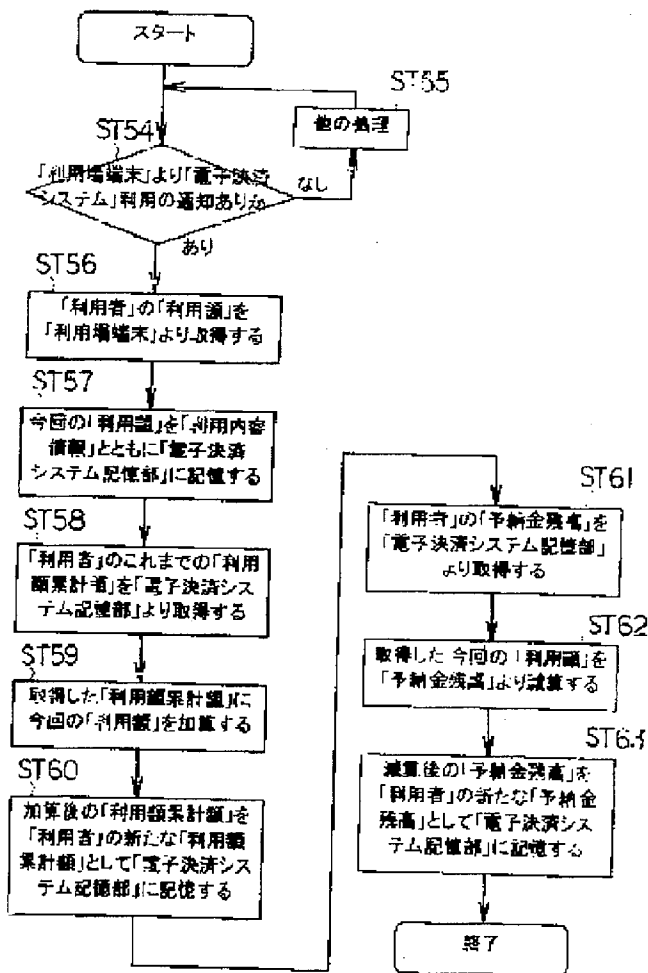 スタート
ST55
他の処理
ST54
「利用場端末」より「電子決済
システム」利用の通知ありか
なし
あり
ST56
「利用者」の「利用額」を
「利用場端末」より取得する
ST57
今回の「利用額」を「利用内容
情報」とともに「電子決済
システム記憶部」に記憶する
ST58
「利用者」のこれまでの「利用
額累計額」を「電子決済シス
テム記憶部」より取得する
ST59
取得した「利用額累計額」に
今回の「利用額」を加算する
ST60
加算後の「利用額累計額」を
「利用者」の新たな「利用額
累計額」として「電子決済シス
テム記憶部」に記憶する
ST61
「利用者」の「予納金残高」を
「電子決済システム記憶部」
より取得する
ST62
取得した今回の「利用額」を
「予納金残高」より減算する
ST63
減算後の「予納金残高」を
「利用者」の新たな「予納金
残高」として「電子決済シス
テム記憶部」に記憶する
終了